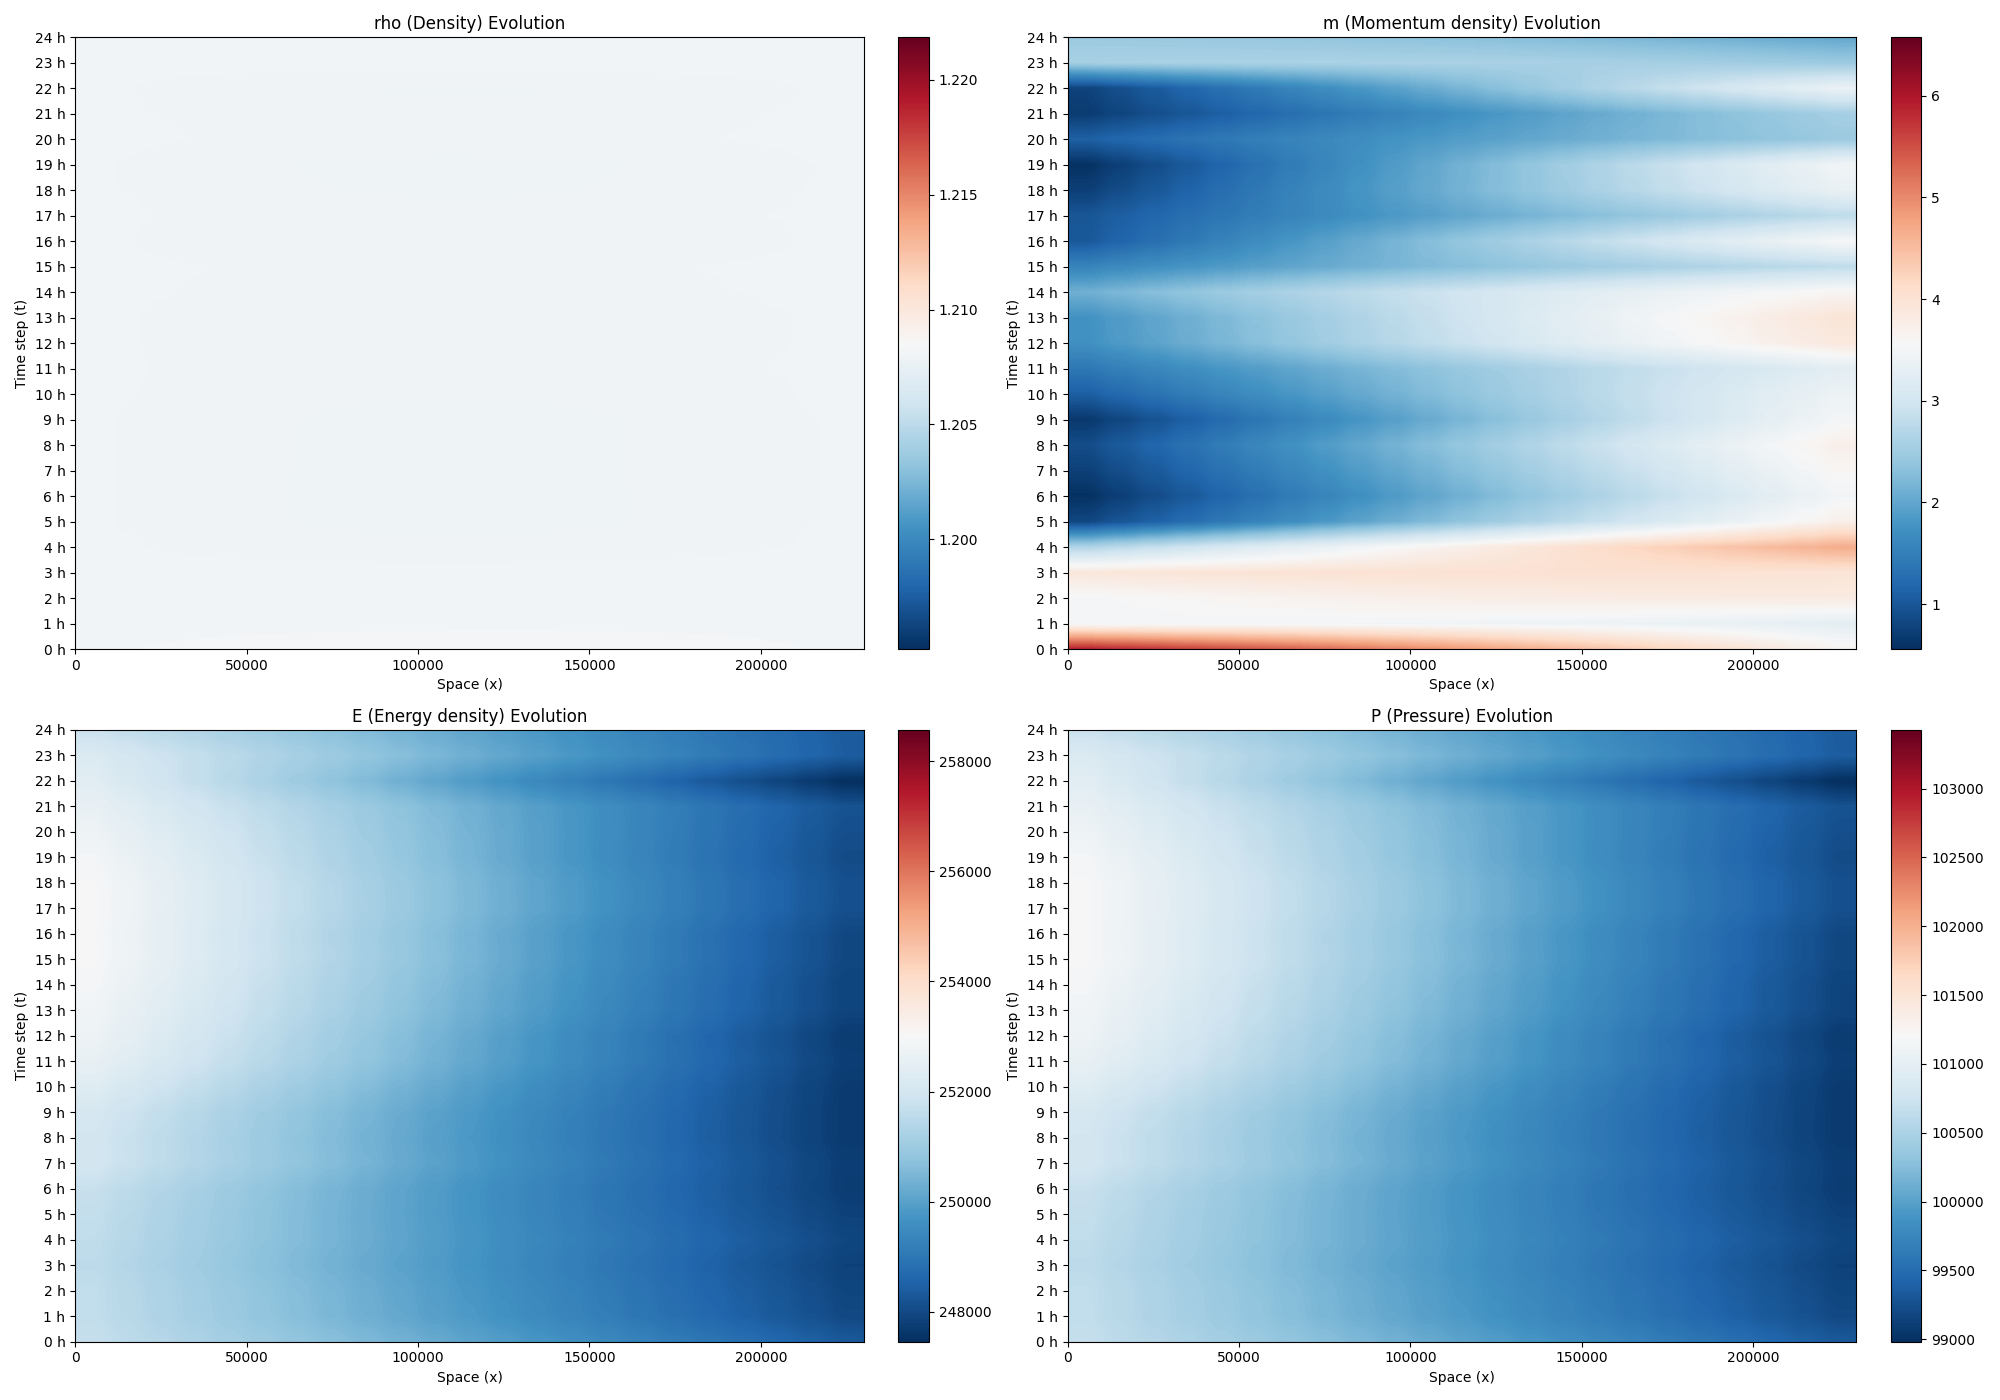 rho (Density) Evolution
Time step (t)
24 h
23 h
22 h
21 h
20 h
19 h
18 h
17 h
16 h
15 h
14 h
13 h
12 h
11 h
10 h
9 h
8 h
7 h
6 h
5 h
4 h
3 h
2 h
1 h
0 h
0 50000 100000 150000 200000
Space (x)
1.220
1.215
1.210
1.205
1.200
m (Momentum density) Evolution
Time step (t)
24 h
23 h
22 h
21 h
20 h
19 h
18 h
17 h
16 h
15 h
14 h
13 h
12 h
11 h
10 h
9 h
8 h
7 h
6 h
5 h
4 h
3 h
2 h
1 h
0 h
0 50000 100000 150000 200000
Space (x)
6
5
4
3
2
1
E (Energy density) Evolution
Time step (t)
24 h
23 h
22 h
21 h
20 h
19 h
18 h
17 h
16 h
15 h
14 h
13 h
12 h
11 h
10 h
9 h
8 h
7 h
6 h
5 h
4 h
3 h
2 h
1 h
0 h
0 50000 100000 150000 200000
Space (x)
258000
256000
254000
252000
250000
248000
P (Pressure) Evolution
Time step (t)
24 h
23 h
22 h
21 h
20 h
19 h
18 h
17 h
16 h
15 h
14 h
13 h
12 h
11 h
10 h
9 h
8 h
7 h
6 h
5 h
4 h
3 h
2 h
1 h
0 h
0 50000 100000 150000 200000
Space (x)
103000
102500
102000
101500
101000
100500
100000
99500
99000